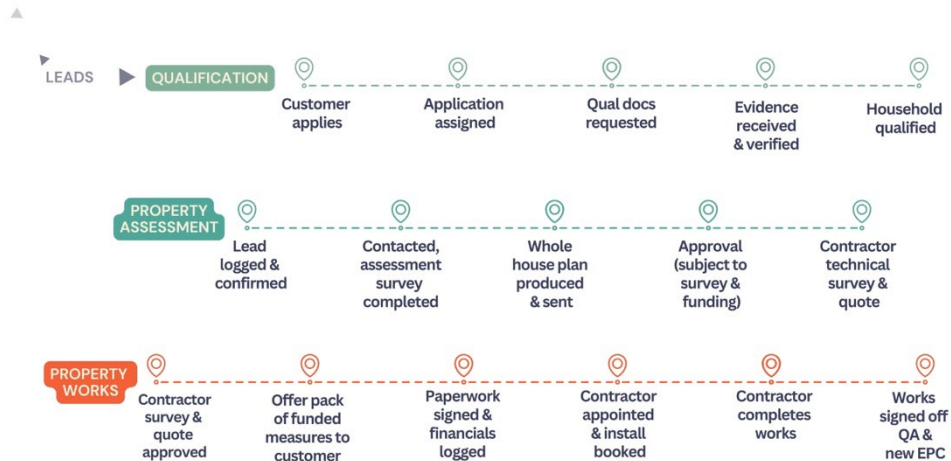 LEADS
QUALIFICATION
Customer
applies
Application
assigned
Qual docs
requested
Evidence
received
& verified
Household
qualified
PROPERTY
ASSESSMENT
Lead
logged &
confirmed
Contacted,
assessment
survey
completed
Whole
house plan
produced
& sent
Approval
(subject to
survey &
funding)
Contractor
technical
survey &
quote
PROPERTY
WORKS
Contractor
survey &
quote
approved
Offer pack
of funded
measures to
customer
Paperwork
signed &
financials
logged
Contractor
appointed
& install
booked
Contractor
completes
works
Works
signed off
QA &
new EPC